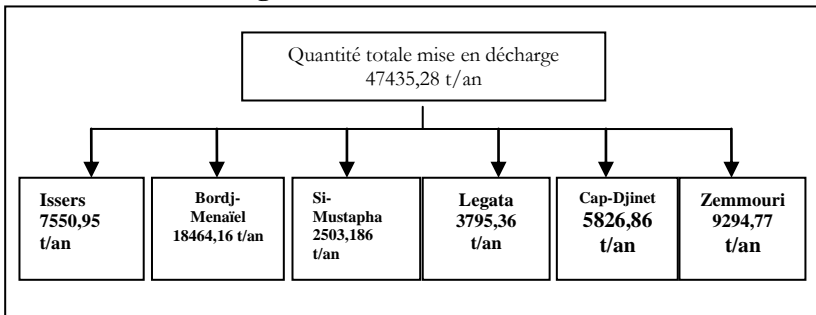 Quantité totale mise en décharge
47435,28 t/an
Issers
7550,95
t/an
Bordj-
Menaïel
18464,16 t/an
Si-
Mustapha
2503,186
t/an
Legata
3795,36
t/an
Cap-Djinet
5826,86
t/an
Zemmouri
9294,77
t/an